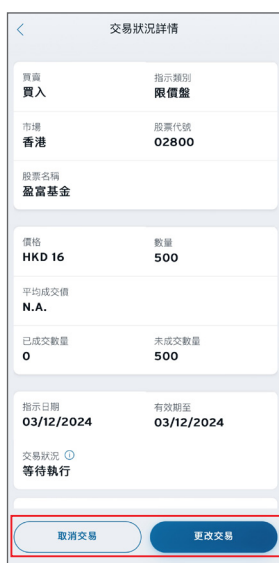 交易狀況詳情
買賣
買入
指示類別
限價盤
市場
香港
股票代號
02800
股票名稱
盈富基金
價格
HKD 16
數量
500
平均成交價
N.A.
已成交數量
0
未成交數量
500
指示日期
03/12/2024
有效期至
03/12/2024
交易狀況
等待執行
取消交易
更改交易